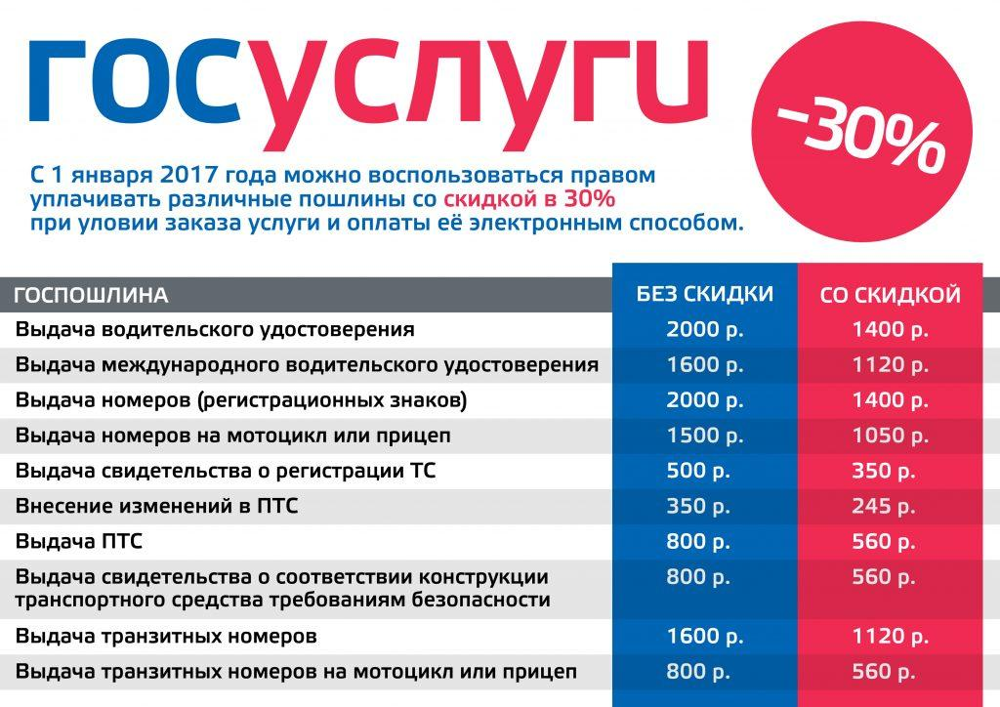 госуслуги
-30%
С 1 января 2017 года можно воспользоваться правом
уплачивать различные пошлины со скидкой в 30%
при уловии заказа услуги и оплаты её электронным способом.
ГОСПОШЛИНА БЕЗ СКИДКИ СО СКИДКОЙ
Выдача водительского удостоверения 2000 р. 1400 р.
Выдача международного водительского удостоверения 1600 р. 1120 р.
Выдача номеров (регистрационных знаков) 2000 р. 1400 р.
Выдача номеров на мотоцикл или прицеп 1500 р. 1050 р.
Выдача свидетельства о регистрации ТС 500 р. 350 р.
Внесение изменений в ПТС 350 р. 245 р.
Выдача ПТС 800 р. 560 р.
Выдача свидетельства о соответствии конструкции 800 р. 560 р.
транспортного средства требованиям безопасности
Выдача транзитных номеров 1600 р. 1120 р.
Выдача транзитных номеров на мотоцикл или прицеп 800 р. 560 р.